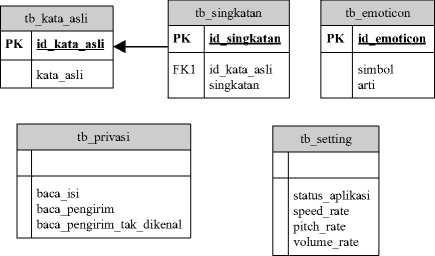 tb_kata_asli
PK id_kata_asli
kata_asli
tb_singkatan
PK id_singkatan
FK1 id_kata_asli
singkatan
tb_emoticon
PK id_emoticon
simbol
arti
tb_privasi
baca_isi
baca_pengirim
baca_pengirim_tak_dikenal
tb_setting
status_aplikasi
speed_rate
pitch_rate
volume_rate